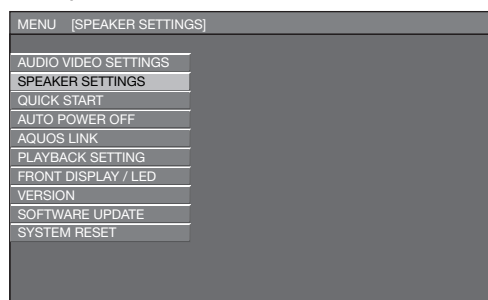 MENU [SPEAKER SETTINGS]
AUDIO VIDEO SETTINGS
SPEAKER SETTINGS
QUICK START
AUTO POWER OFF
AQUOS LINK
PLAYBACK SETTING
FRONT DISPLAY / LED
VERSION
SOFTWARE UPDATE
SYSTEM RESET